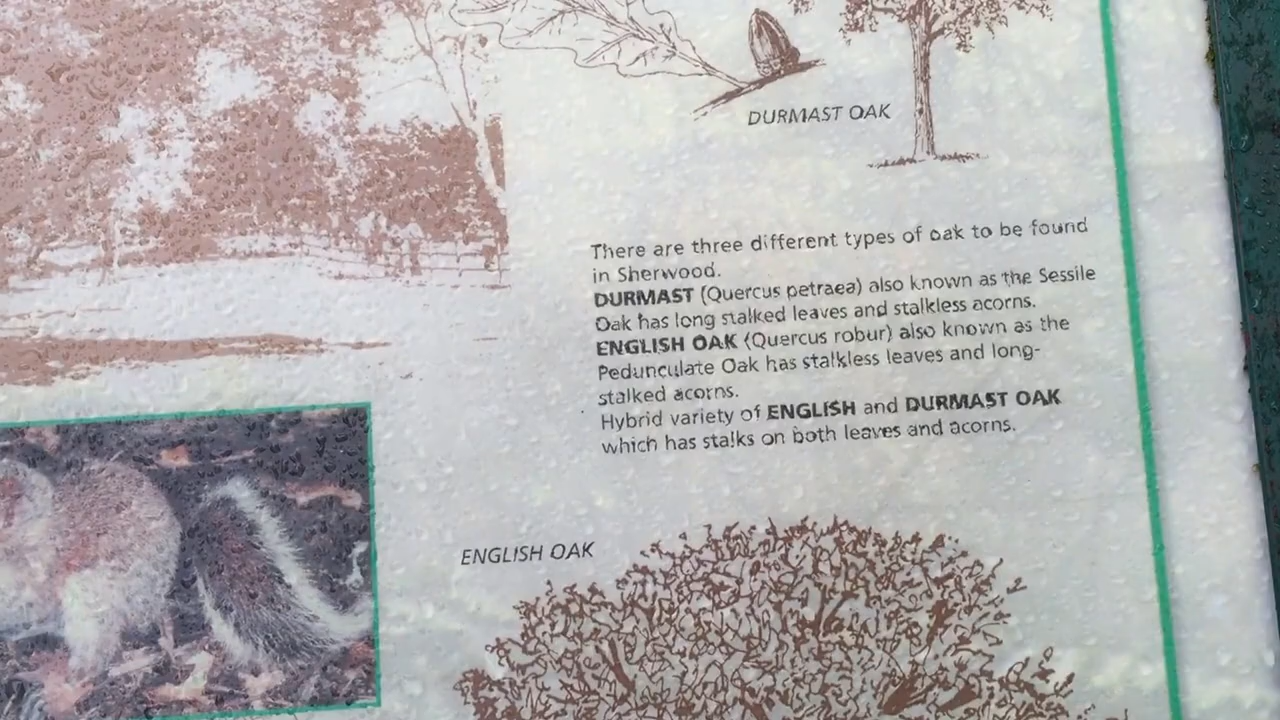 DURMAST OAK
There are three different types of oak to be found
in Sherwood.
DURMAST (Quercus petraea) also known as the Sessile
Oak has long stalked leaves and stalkless acorns.
ENGLISH OAK (Quercus robur) also known as the
Pedunculate Oak has stalkless leaves and long-
stalked acorns.
Hybrid variety of ENGLISH and DURMAST OAK
which has stalks on both leaves and acorns.
ENGLISH OAK